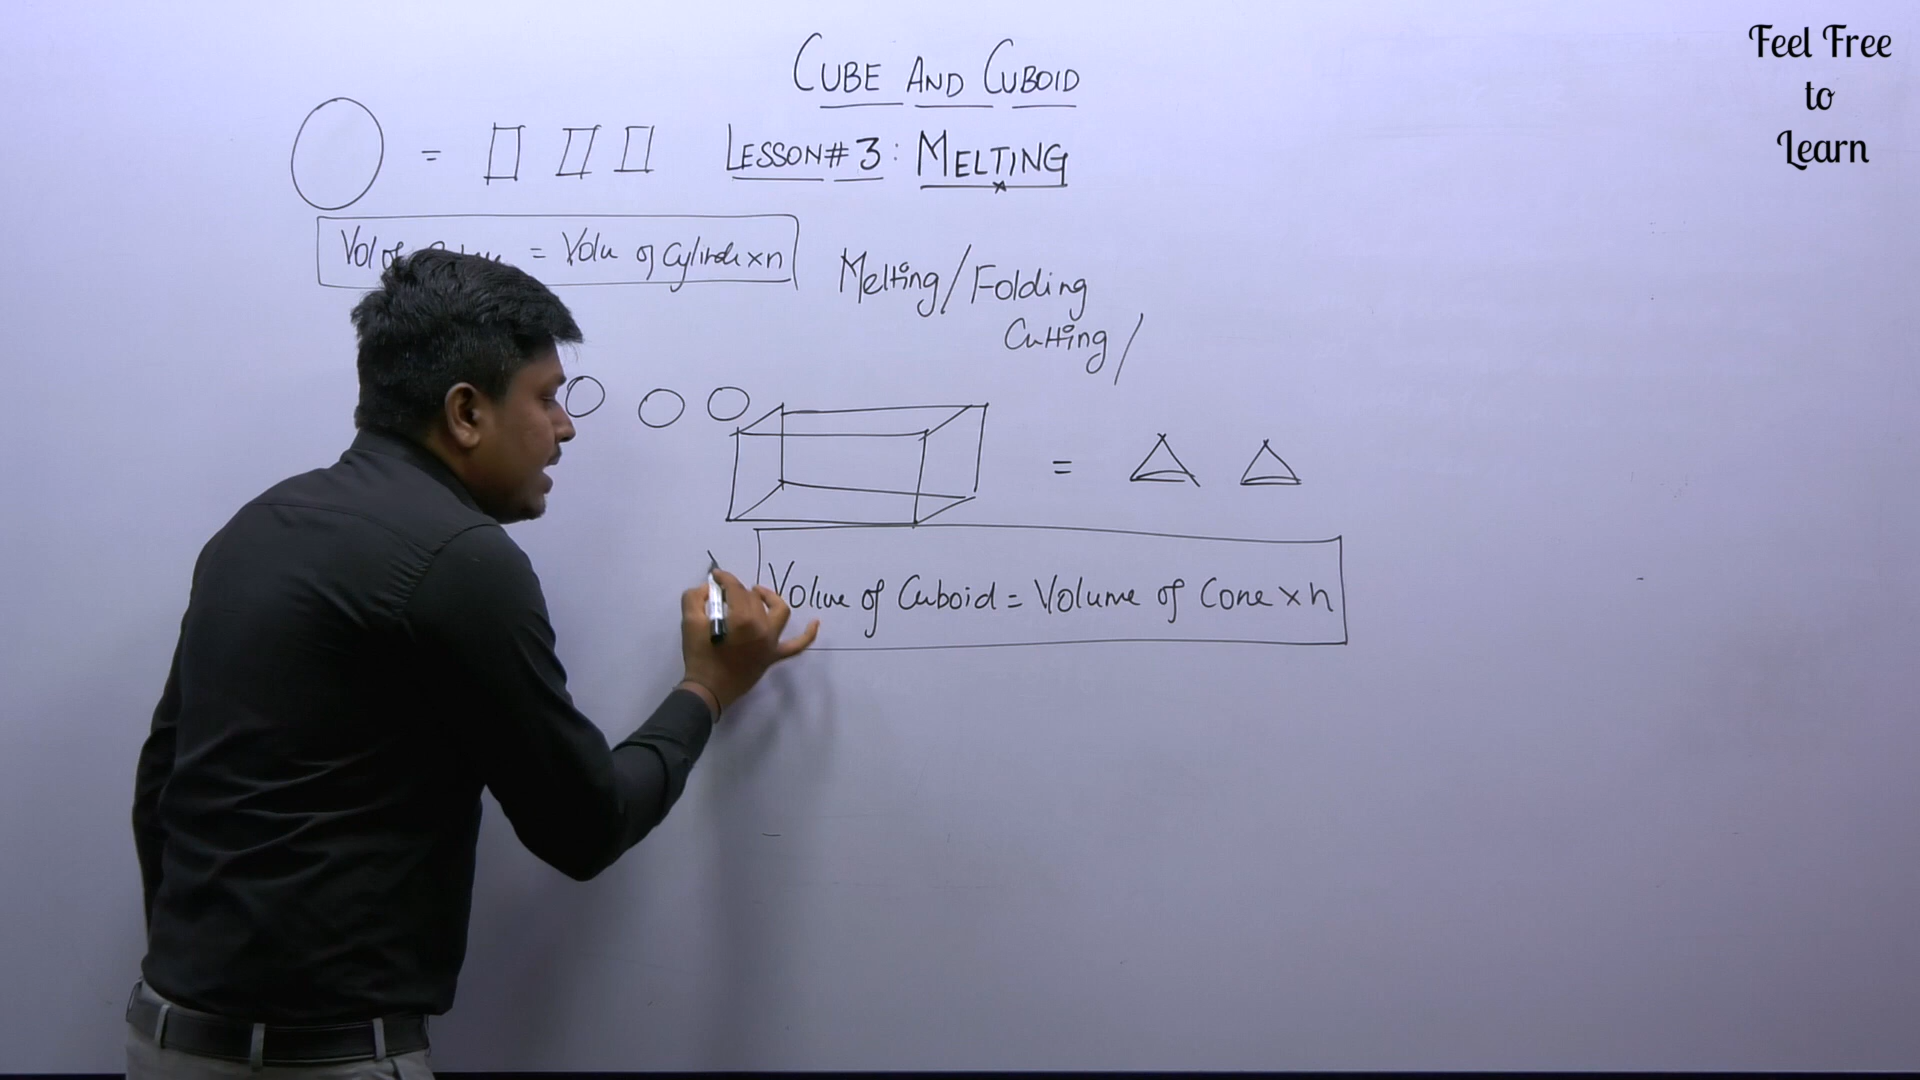 CUBE AND CUBOID
LESSON# 3: MELTING
Vol of = Volu of Cylinde × n
Melting/Folding
Cutting/
=
=
Volume of Cuboid = Volume of Cone × n
Feel Free
to
Learn